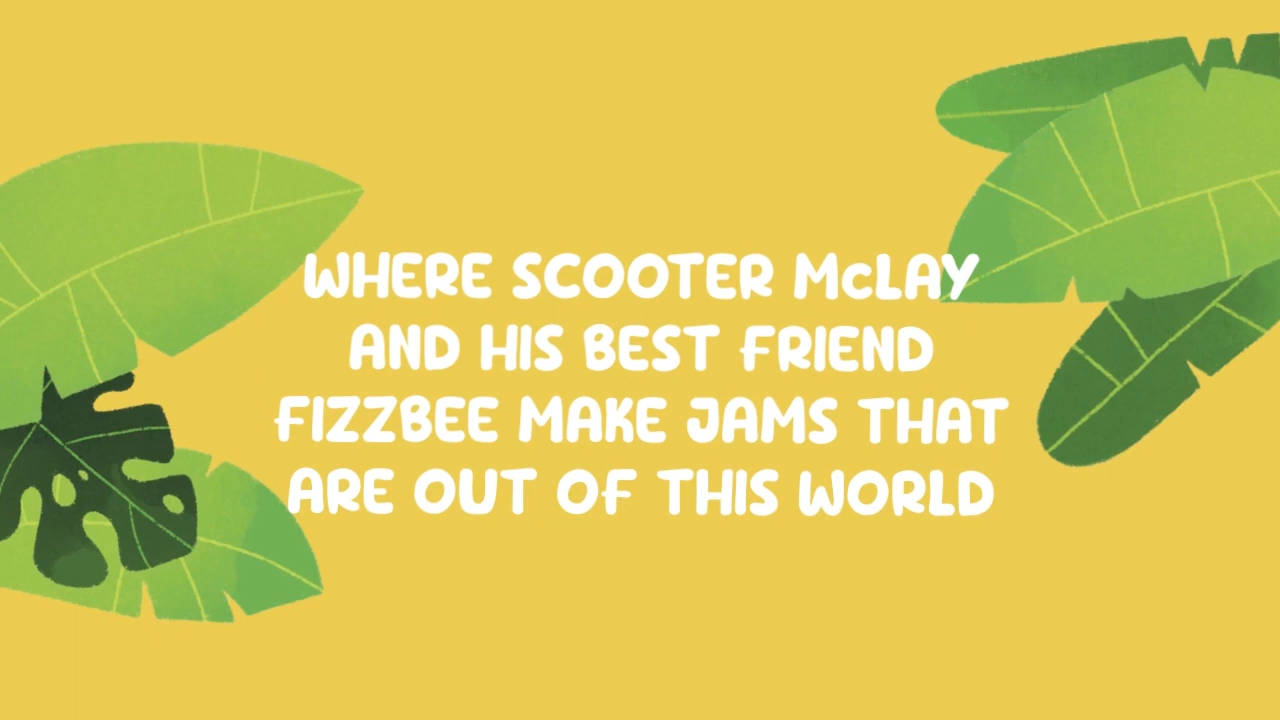 WHERE SCOOTER McLAY
AND HIS BEST FRIEND
FIZZBEE MAKE JAMS THAT
ARE OUT OF THIS WORLD